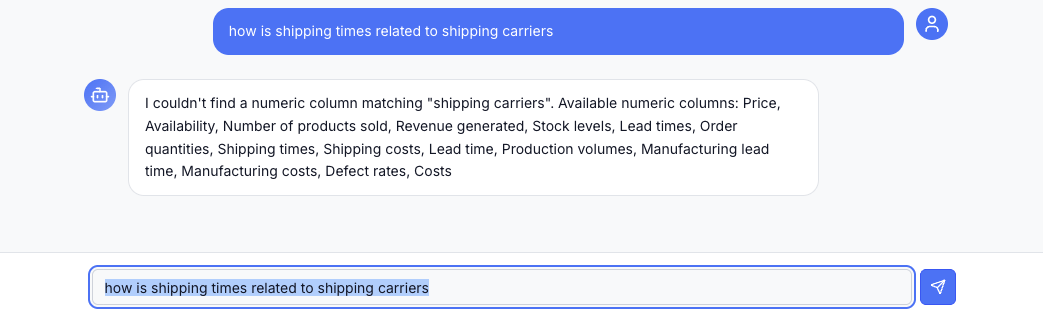 how is shipping times related to shipping carriers
I couldn't find a numeric column matching "shipping carriers". Available numeric columns: Price,
Availability, Number of products sold, Revenue generated, Stock levels, Lead times, Order
quantities, Shipping times, Shipping costs, Lead time, Production volumes, Manufacturing lead
time, Manufacturing costs, Defect rates, Costs
how is shipping times related to shipping carriers